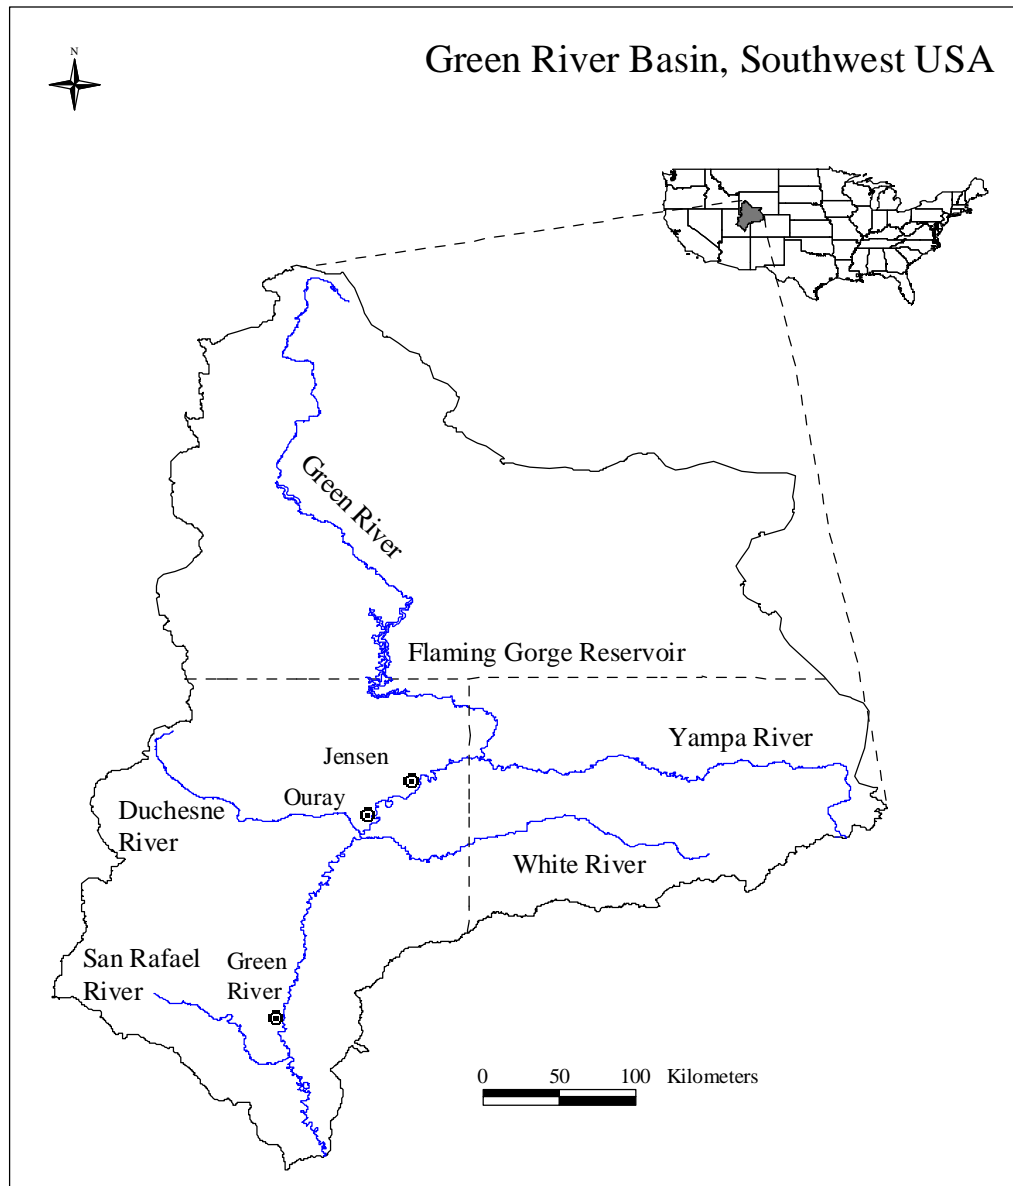 N
Green River Basin, Southwest USA
Green River
Flaming Gorge Reservoir
Yampa River
Jensen
Ouray
Duchesne
River
White River
San Rafael
River
Green
River
0 50 100 Kilometers